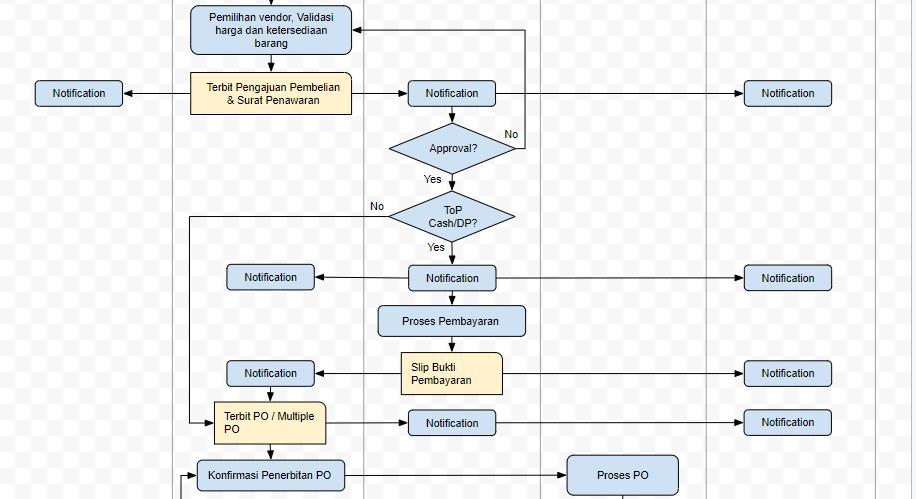 Pemilihan vendor, Validasi
harga dan ketersediaan
barang
Notification
Terbit Pengajuan Pembelian
& Surat Penawaran
Notification
Notification
No
Approval?
Yes
No
ToP
Cash/DP?
Yes
Notification
Notification
Notification
Proses Pembayaran
Notification
Slip Bukti
Pembayaran
Notification
Terbit PO / Multiple
PO
Notification
Notification
Konfirmasi Penerbitan PO
Proses PO